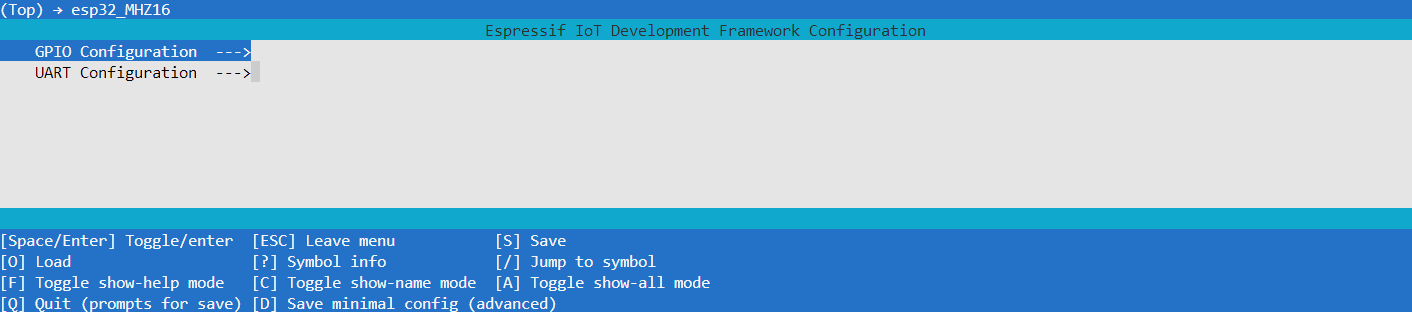 (Top) → esp32_MHZ16
Espressif IoT Development Framework Configuration
GPIO Configuration  --->
UART Configuration  --->
[Space/Enter] Toggle/enter  [ESC] Leave menu           [S] Save
[O] Load                    [?] Symbol info            [/] Jump to symbol
[F] Toggle show-help mode   [C] Toggle show-name mode  [A] Toggle show-all mode
[Q] Quit (prompts for save) [D] Save minimal config (advanced)